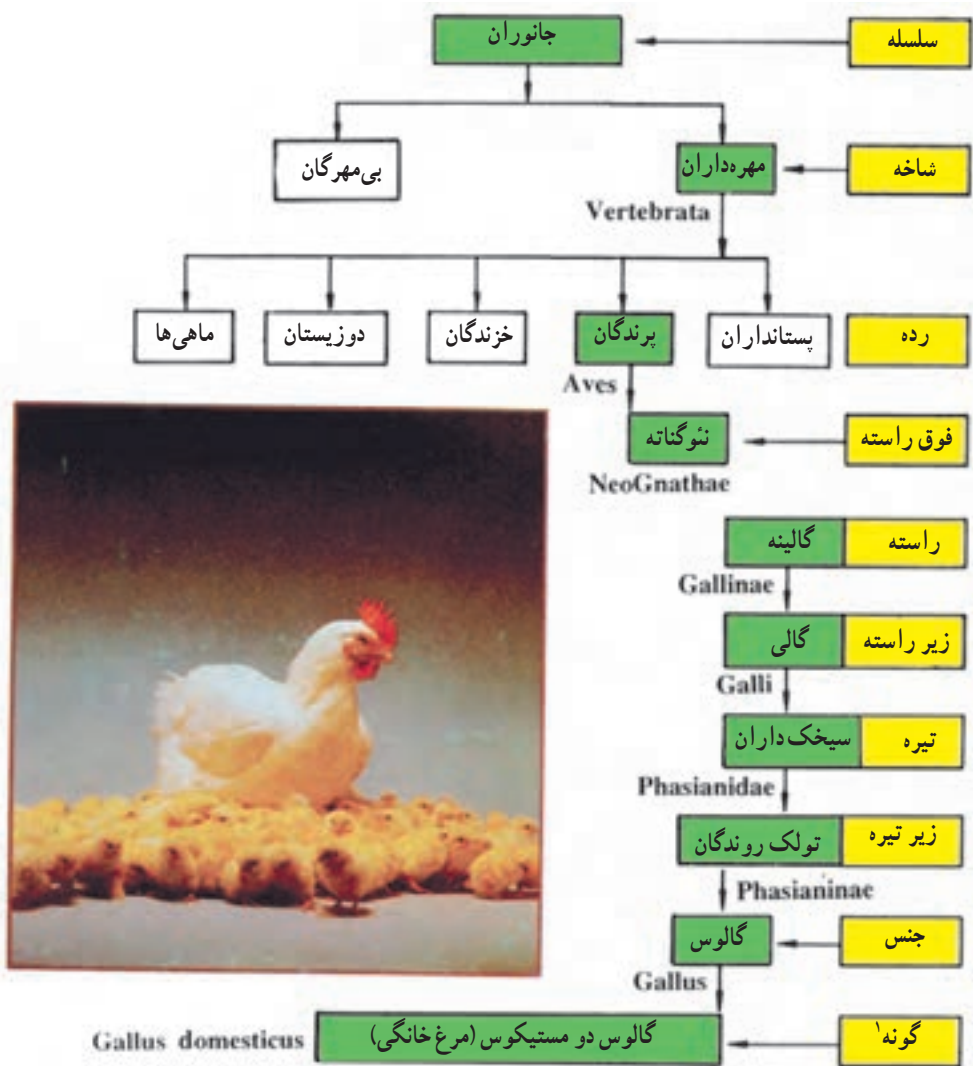 سلسله
جانوران
شاخه
مهره‌داران
بی‌مهرگان
Vertebrata
رده
پستانداران
پرندگان
خزندگان
دوزیستان
ماهی‌ها
Aves
فوق راسته
نئوگناته
NeoGnathae
راسته
گالینه
Gallinae
زیر راسته
گالی
Galli
تیره
سیخک‌داران
Phasianidae
زیر تیره
تولک روندگان
Phasianinae
جنس
گالوس
Gallus
گونه۱
گالوس دو مستیکوس (مرغ خانگی)
Gallus domesticus